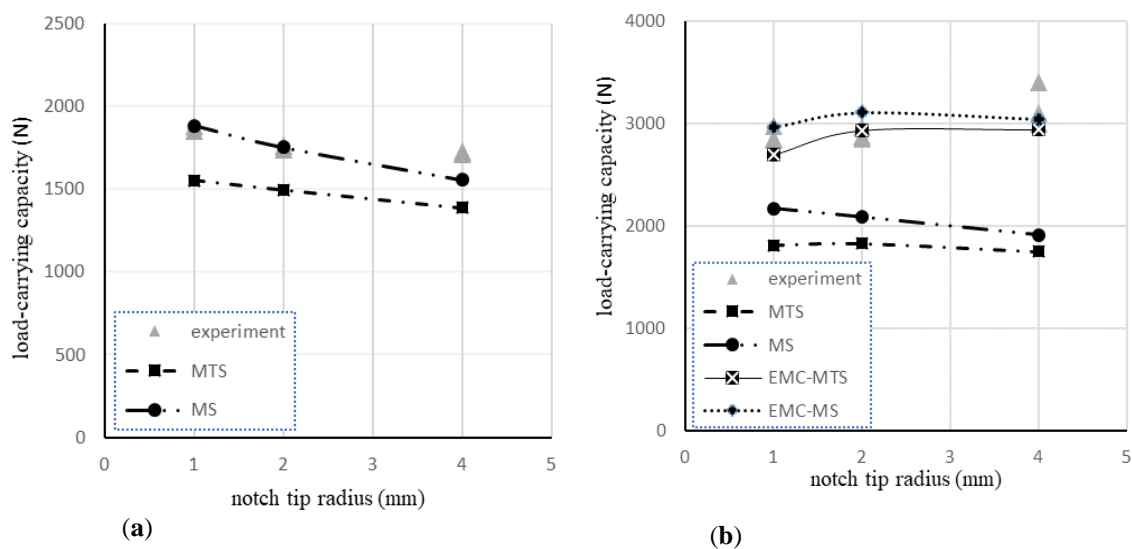 2500
2000
1500
1000
500
0
0 1 2 3 4 5
load-carrying capacity (N)
notch tip radius (mm)
experiment
MTS
MS
(a)
4000
3000
2000
1000
0
0 1 2 3 4 5
load-carrying capacity (N)
notch tip radius (mm)
experiment
MTS
MS
EMC-MTS
EMC-MS
(b)